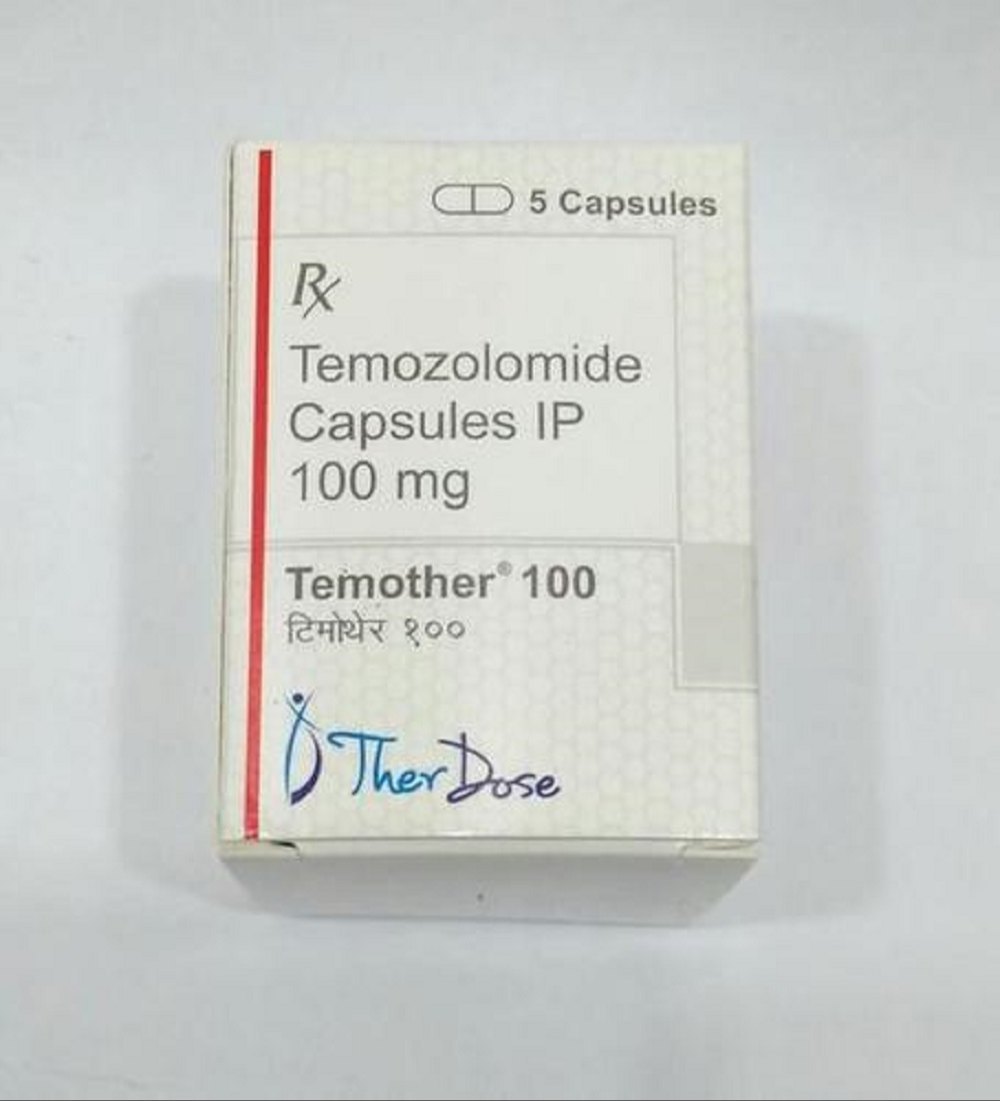 5 Capsules
Rx
Temozolomide
Capsules IP
100 mg
Temother® 100
टिमोथेर १००
TherDose